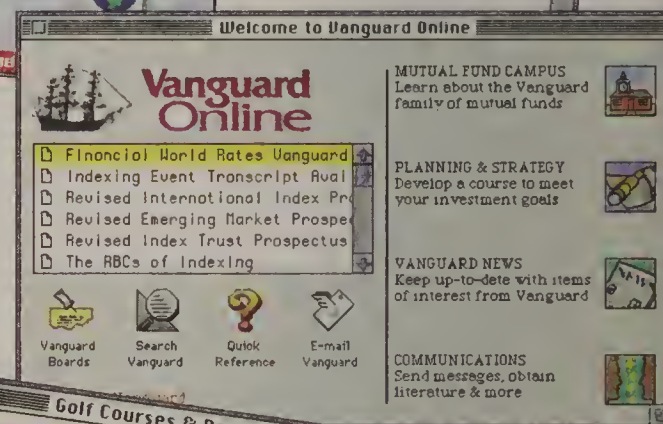 Welcome to Vanguard Online
Vanguard
Online
Financial World Rates Vanguard
Indexing Event Transcript Avai
Revised International Index Pro
Revised Emerging Market Prospe
Revised Index Trust Prospectus
The ABCs of Indexing
Vanguard
Boards
Search
Vanguard
Quick
Reference
E-mail
Vanguard
MUTUAL FUND CAMPUS
Learn about the Vanguard
family of mutual funds
PLANNING & STRATEGY
Develop a course to meet
your investment goals
VANGUARD NEWS
Keep up-to-date with items
of interest from Vanguard
COMMUNICATIONS
Send messages, obtain
literature & more
Golf Courses &